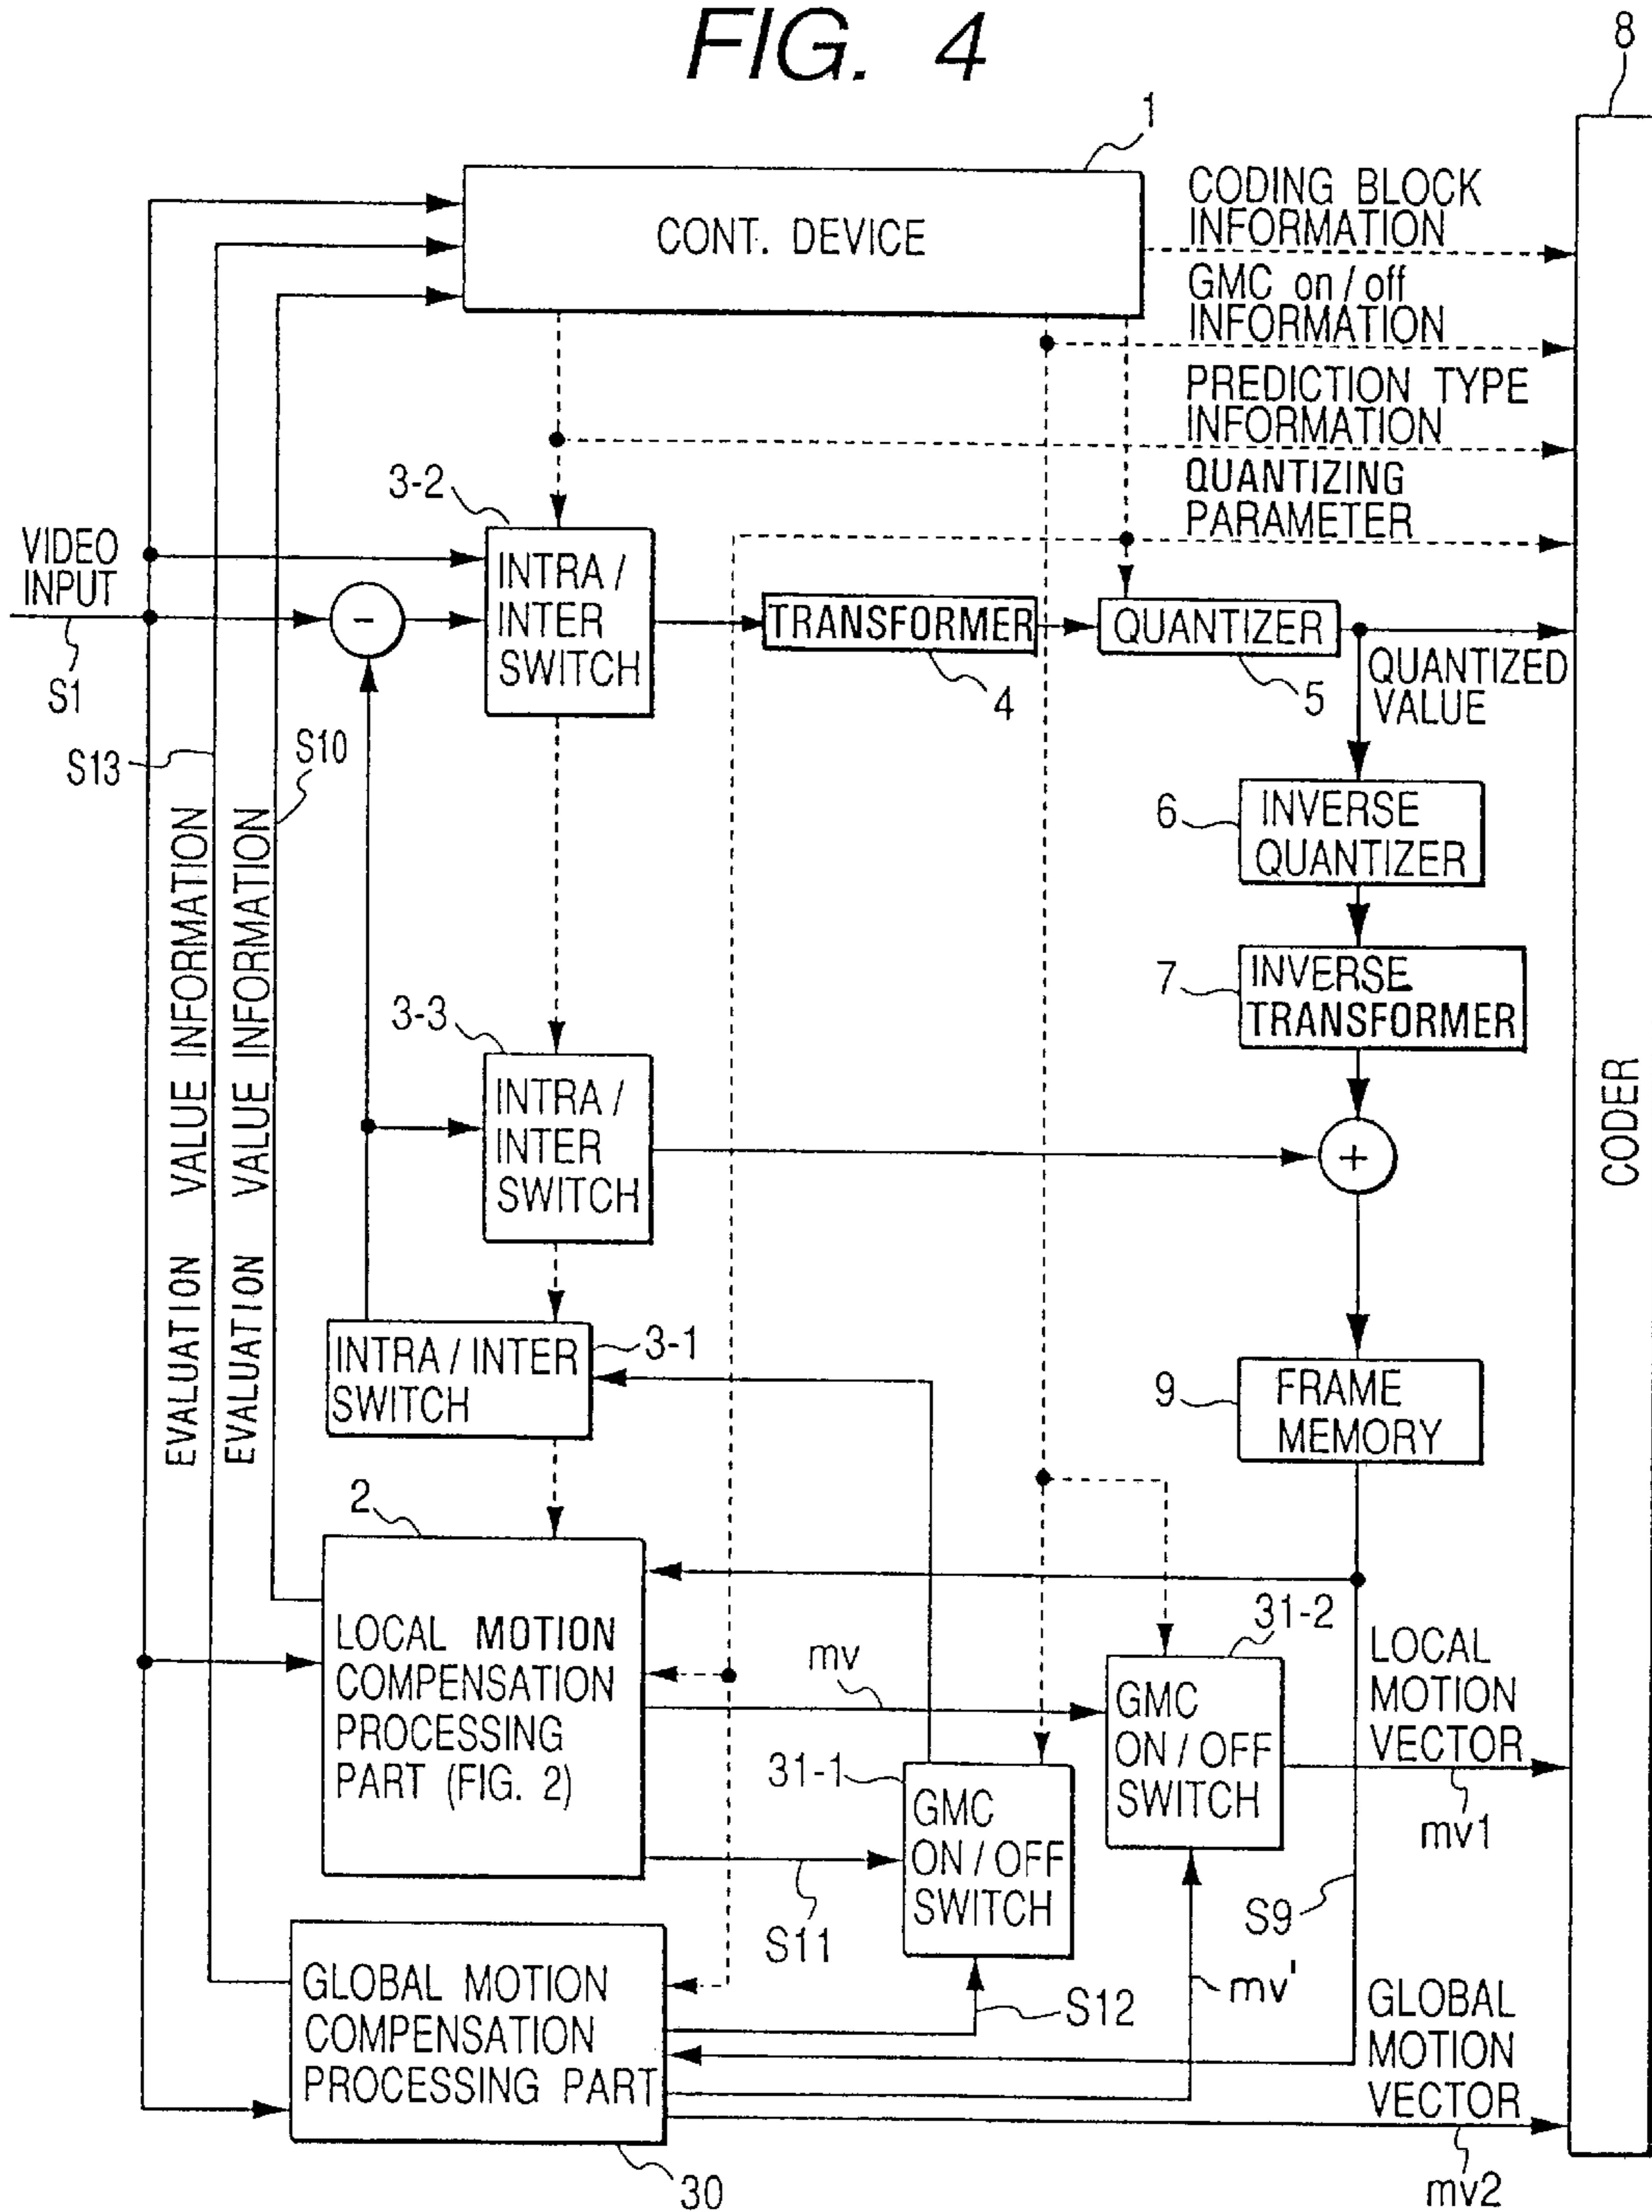 FIG. 4
8
1
CONT. DEVICE
CODING BLOCK
INFORMATION
GMC on/off
INFORMATION
PREDICTION TYPE
INFORMATION
QUANTIZING
PARAMETER
3-2
VIDEO
INPUT
S1
-
INTRA /
INTER
SWITCH
TRANSFORMER
4
QUANTIZER
5
QUANTIZED
VALUE
S13
S10
EVALUATION VALUE INFORMATION
EVALUATION VALUE INFORMATION
6
INVERSE
QUANTIZER
7
INVERSE
TRANSFORMER
3-3
INTRA /
INTER
SWITCH
+
CODER
INTRA / INTER
SWITCH
3-1
9
FRAME
MEMORY
2
LOCAL MOTION
COMPENSATION
PROCESSING
PART (FIG. 2)
mv
31-2
GMC
ON / OFF
SWITCH
LOCAL
MOTION
VECTOR
mv1
31-1
GMC
ON / OFF
SWITCH
S11
S9
GLOBAL MOTION
COMPENSATION
PROCESSING PART
S12
mv'
GLOBAL
MOTION
VECTOR
30
mv2